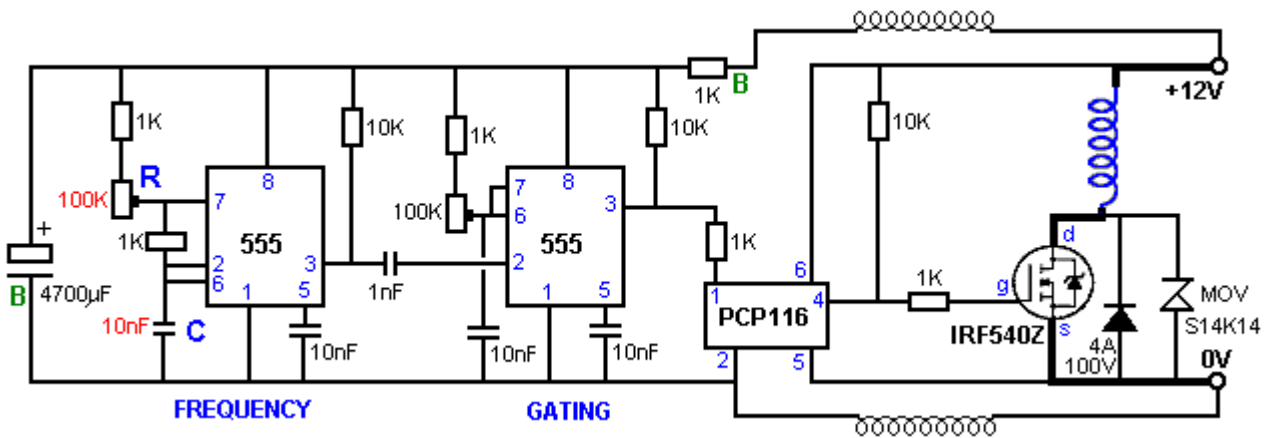 +12V
1K
B
1K
10K
1K
10K
10K
R
100K
7
8
1K
555
2
6
3
1
5
10nF
C
10nF
+
B
4700µF
1nF
100K
7
6
8
3
555
2
1
5
10nF
10nF
1K
1
6
4
PCP116
2
5
1K
g
d
s
IRF540Z
4A
100V
MOV
S14K14
0V
FREQUENCY
GATING